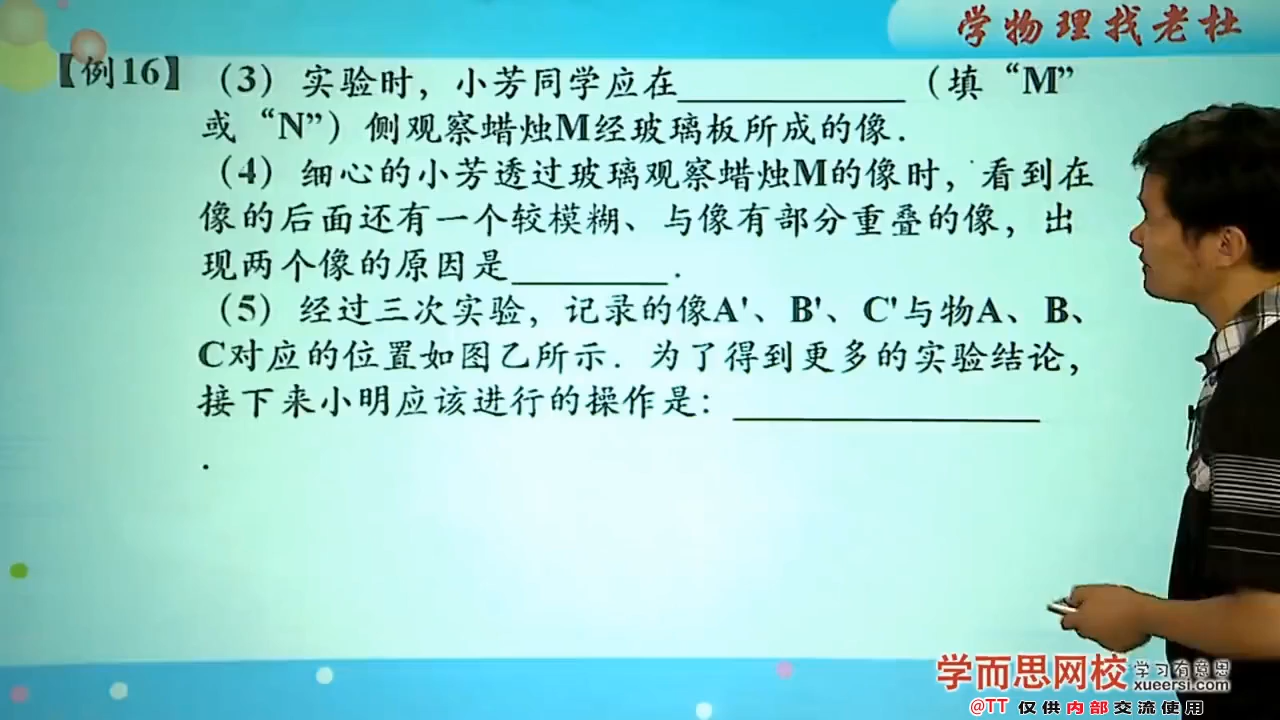 学物理找老杜
【例16】（3）实验时，小芳同学应在____________（填“M”
或“N”）侧观察蜡烛M经玻璃板所成的像．
（4）细心的小芳透过玻璃观察蜡烛M的像时，看到在
像的后面还有一个较模糊、与像有部分重叠的像，出
现两个像的原因是________．
（5）经过三次实验，记录的像A'、B'、C'与物A、B、
C对应的位置如图乙所示．为了得到更多的实验结论，
接下来小明应该进行的操作是：________________
．
学而思网校 学习有意思
xueersi.com
@TT 仅供内部交流使用